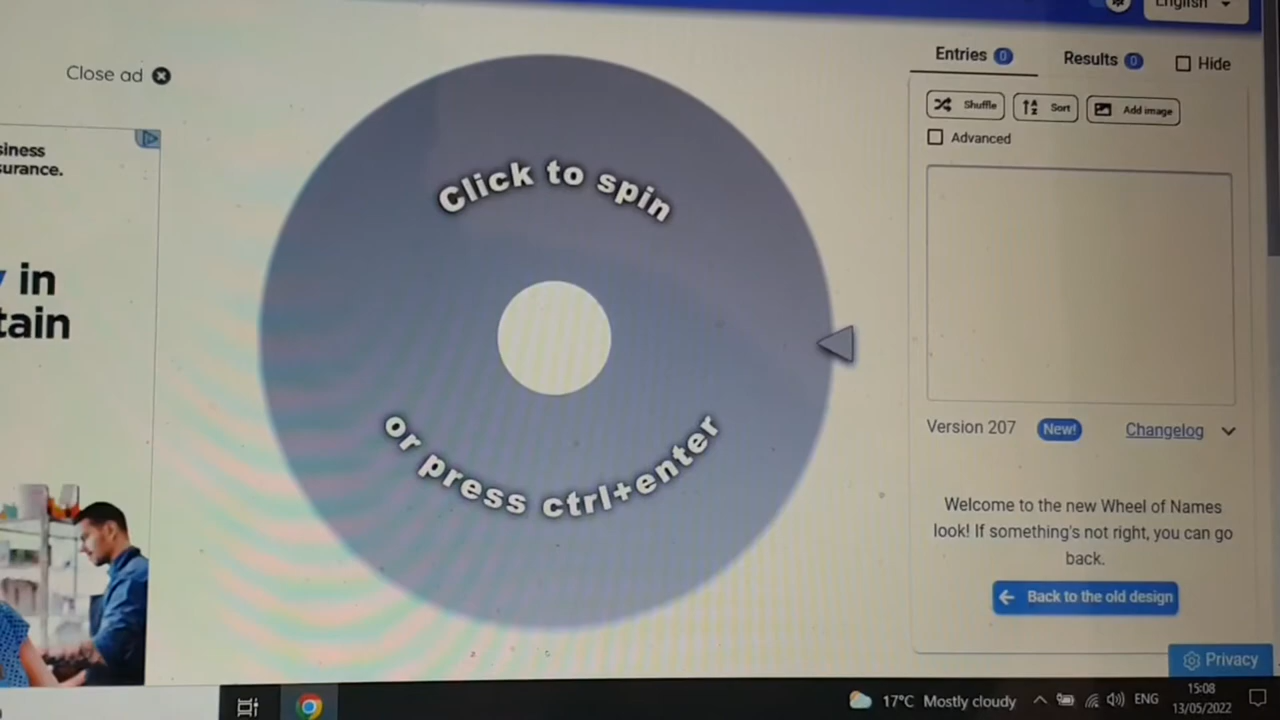 English
Close ad
Entries 0
Results 0
Hide
Shuffle
Sort
Add image
Advanced
siness
surance.
in
tain
Click to spin
or press ctrl+enter
Version 207
New!
Changelog
Welcome to the new Wheel of Names
look! If something's not right, you can go
back.
Back to the old design
Privacy
17°C Mostly cloudy
ENG
15:08
13/05/2022